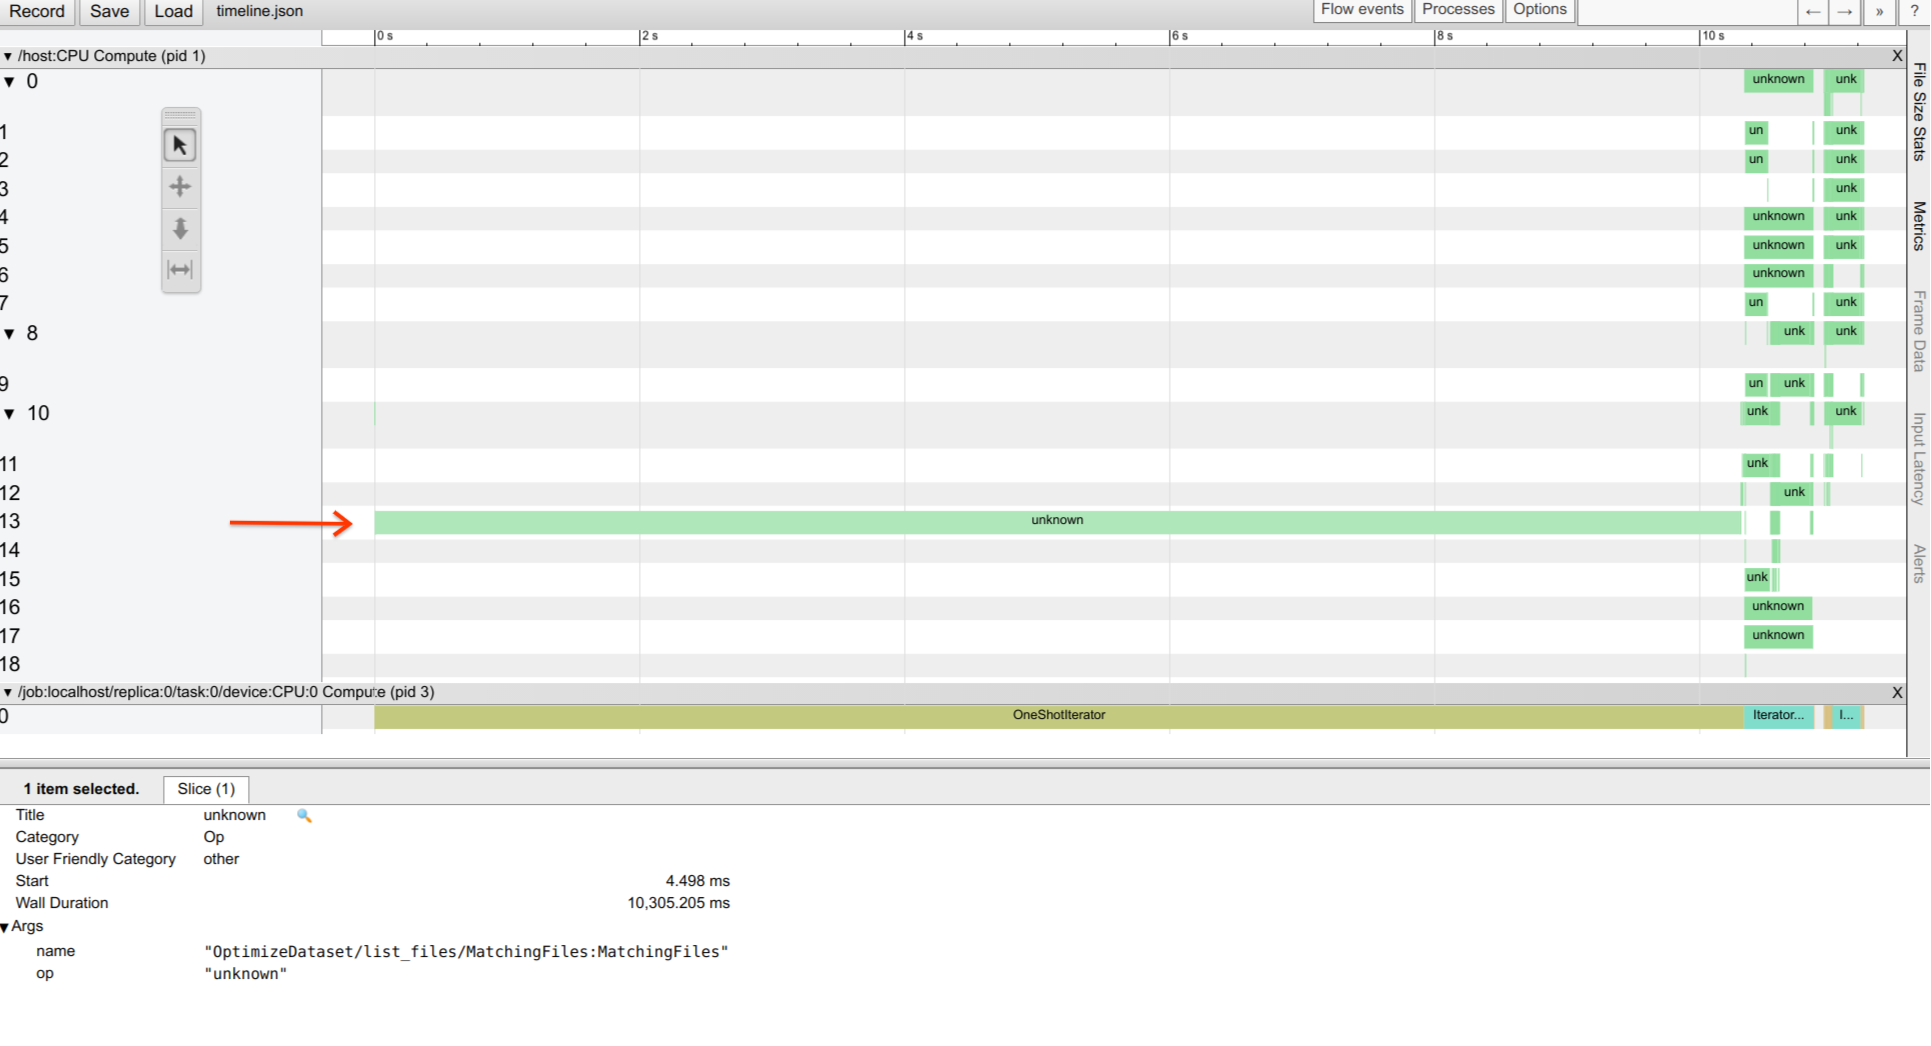 Record Save Load timeline.json Flow events Processes Options ← → » ?
0 s 2 s 4 s 6 s 8 s 10 s
▼ /host:CPU Compute (pid 1) X
▼ 0 unknown unk
1 un unk
2 un unk
3 unk
4 unknown unk
5 unknown unk
6 unknown
7 un unk
▼ 8 unk unk
9 un unk
▼ 10 unk unk
11 unk
12 unk
13 unknown
14
15 unk
16 unknown
17 unknown
18
▼ /job:localhost/replica:0/task:0/device:CPU:0 Compute (pid 3) X
0 OneShotIterator Iterator... I...
File Size Stats
Metrics
Frame Data
Input Latency
Alerts
1 item selected. Slice (1)
Title unknown
Category Op
User Friendly Category other
Start 4.498 ms
Wall Duration 10,305.205 ms
▼Args
name "OptimizeDataset/list_files/MatchingFiles:MatchingFiles"
op "unknown"